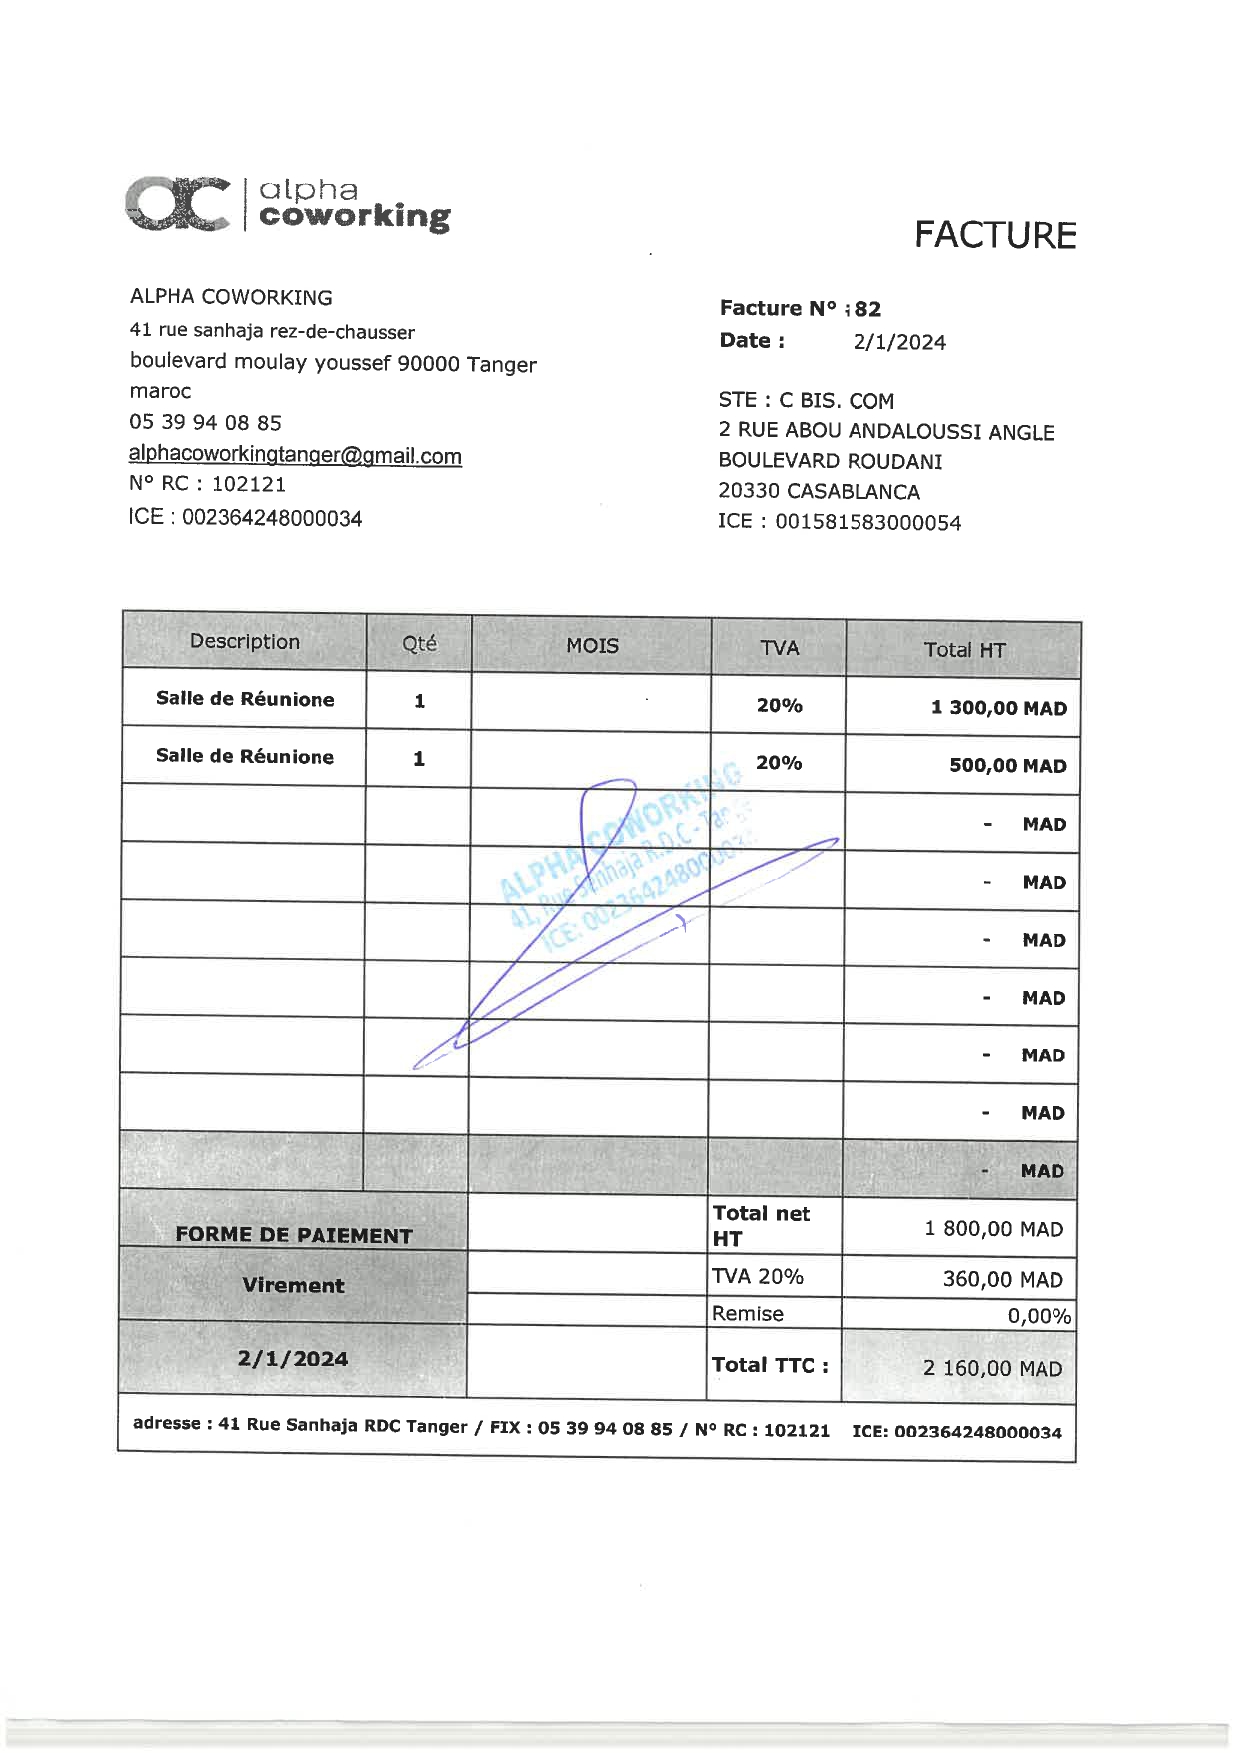 alpha
coworking
FACTURE
ALPHA COWORKING
41 rue sanhaja rez-de-chausser
boulevard moulay youssef 90000 Tanger
maroc
05 39 94 08 85
alphacoworkingtanger@gmail.com
N° RC : 102121
ICE : 002364248000034
Facture N° : 82
Date : 2/1/2024
STE : C BIS. COM
2 RUE ABOU ANDALOUSSI ANGLE
BOULEVARD ROUDANI
20330 CASABLANCA
ICE : 001581583000054
Description Qté MOIS TVA Total HT
Salle de Réunione 1 20% 1 300,00 MAD
Salle de Réunione 1 20% 500,00 MAD
- MAD
- MAD
- MAD
- MAD
- MAD
- MAD
- MAD
ALPHA COWORKING
41, Rue Sanhaja R.D.C - Tanger
ICE: 002364248000034
FORME DE PAIEMENT
Total net HT 1 800,00 MAD
Virement
TVA 20% 360,00 MAD
Remise 0,00%
2/1/2024
Total TTC : 2 160,00 MAD
adresse : 41 Rue Sanhaja RDC Tanger / FIX : 05 39 94 08 85 / N° RC : 102121 ICE: 002364248000034